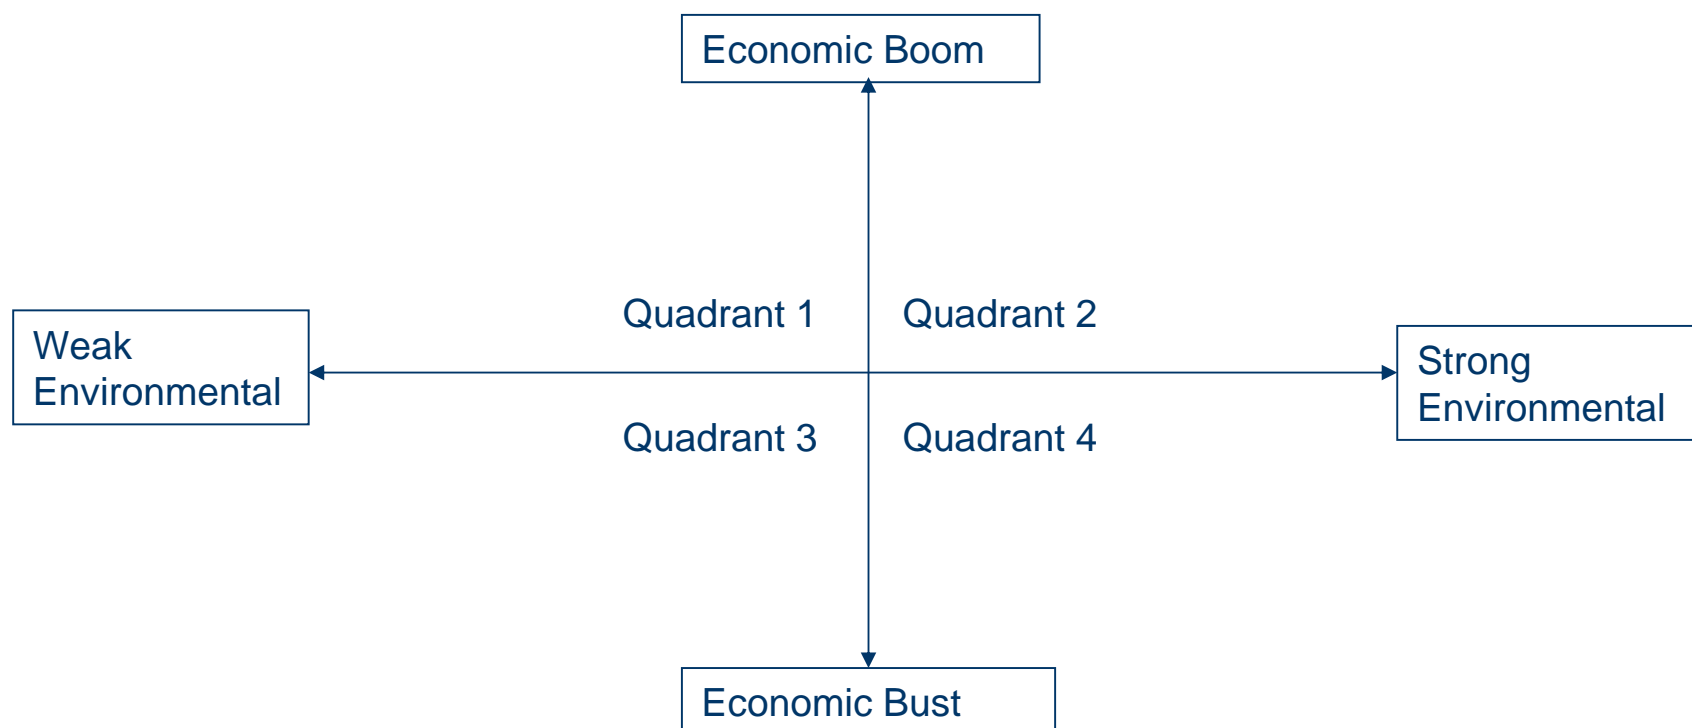 Economic Boom
Quadrant 1
Quadrant 2
Weak
Environmental
Strong
Environmental
Quadrant 3
Quadrant 4
Economic Bust